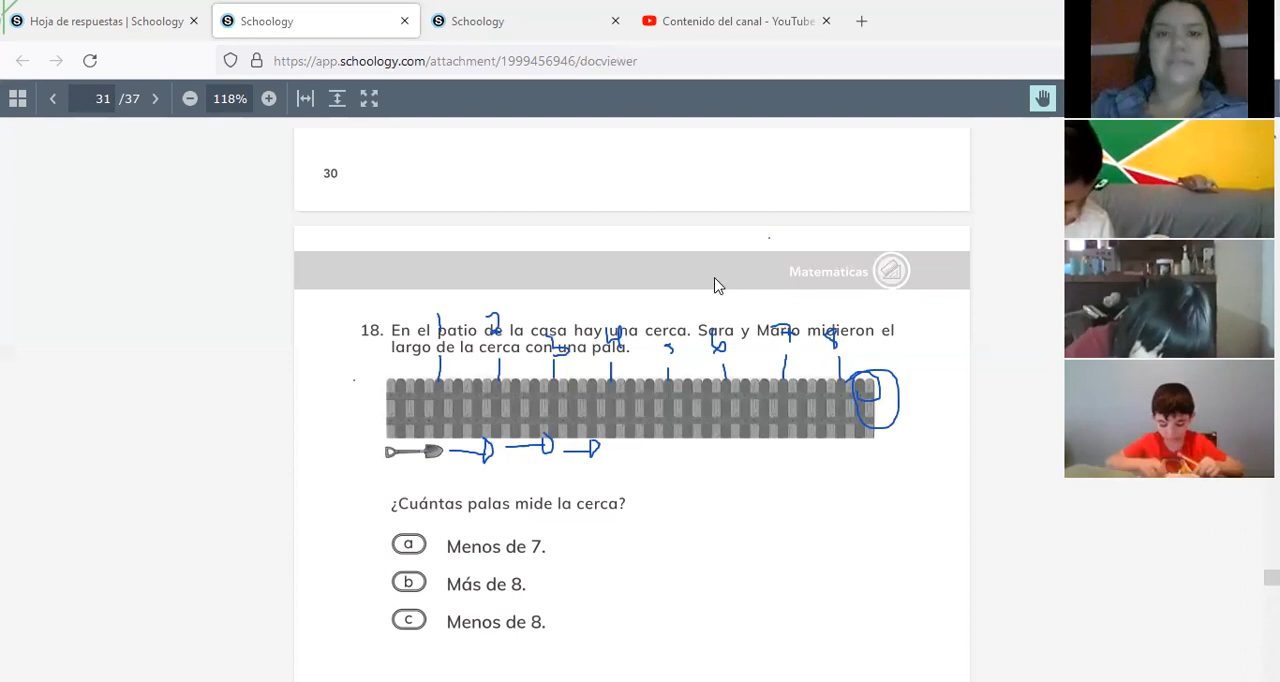 Hoja de respuestas | Schoology
Schoology
Schoology
Contenido del canal - YouTube
https://app.schoology.com/attachment/1999456946/docviewer
31 /37
118%
30
Matematicas
1 2 3 4 5 6 7 8
18. En el patio de la casa hay una cerca. Sara y Mario midieron el
largo de la cerca con una pala.
¿Cuántas palas mide la cerca?
a Menos de 7.
b Más de 8.
c Menos de 8.